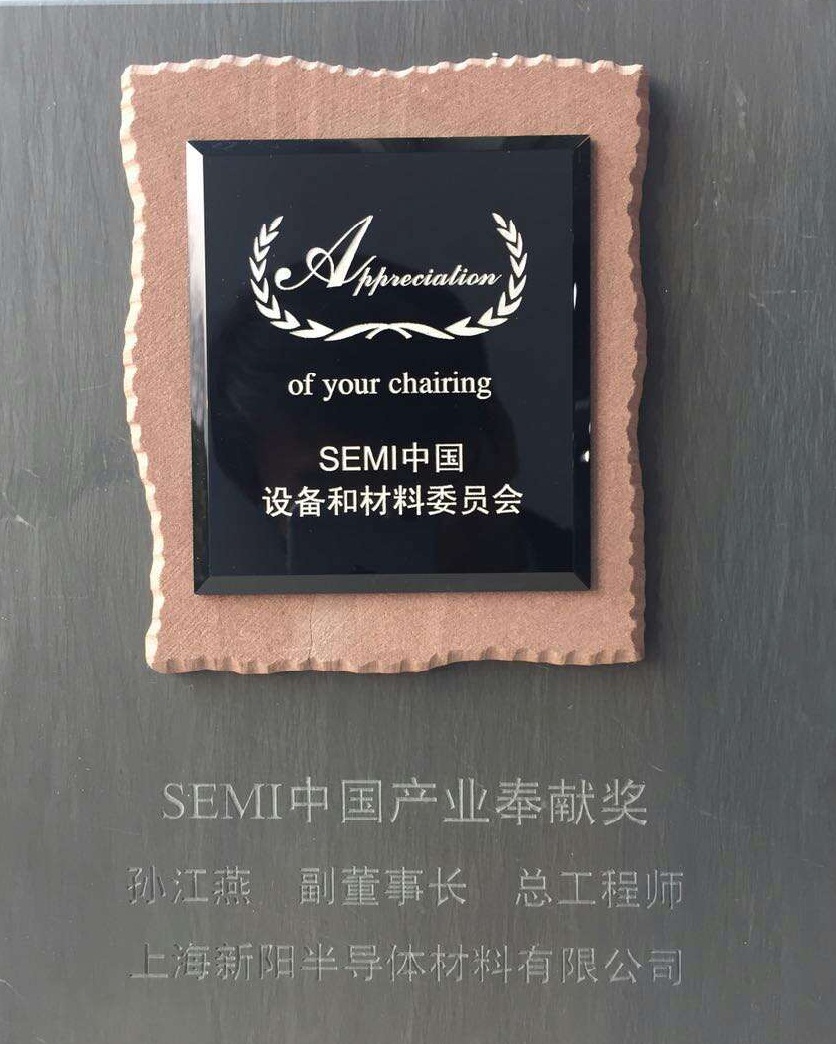 Appreciation
of your chairing
SEMI中国
设备和材料委员会
SEMI中国产业奉献奖
孙江燕 副董事长 总工程师
上海新阳半导体材料有限公司